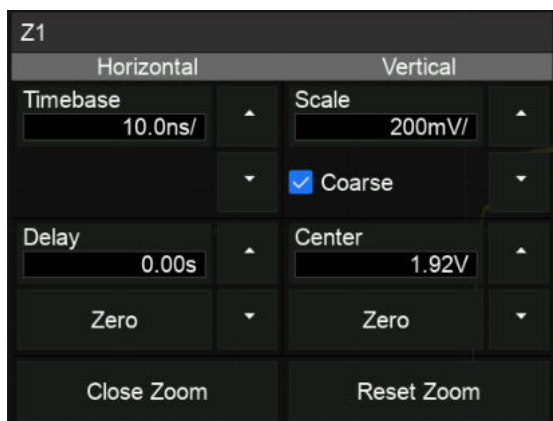 Z1
Horizontal Vertical
Timebase Scale
10.0ns/ 200mV/
Coarse
Delay Center
0.00s 1.92V
Zero Zero
Close Zoom Reset Zoom